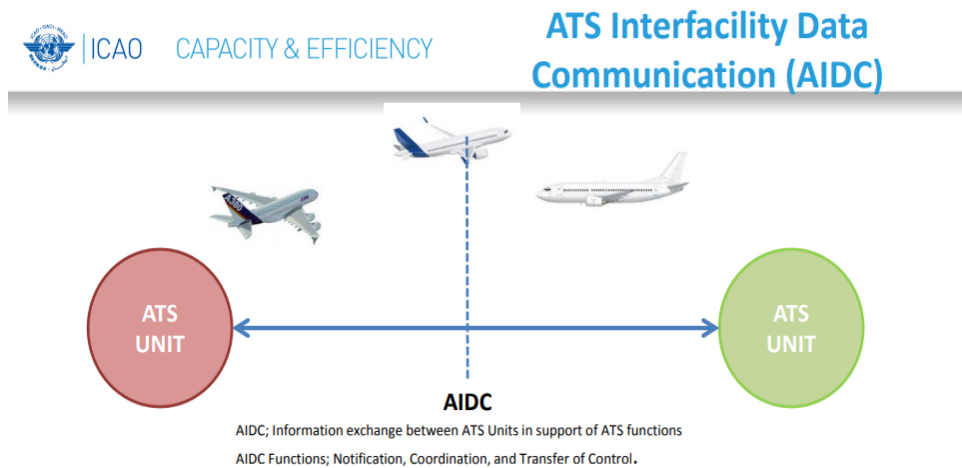 ICAO CAPACITY & EFFICIENCY
ATS Interfacility Data
Communication (AIDC)
A380
ATS
UNIT
ATS
UNIT
AIDC
AIDC; Information exchange between ATS Units in support of ATS functions
AIDC Functions; Notification, Coordination, and Transfer of Control.